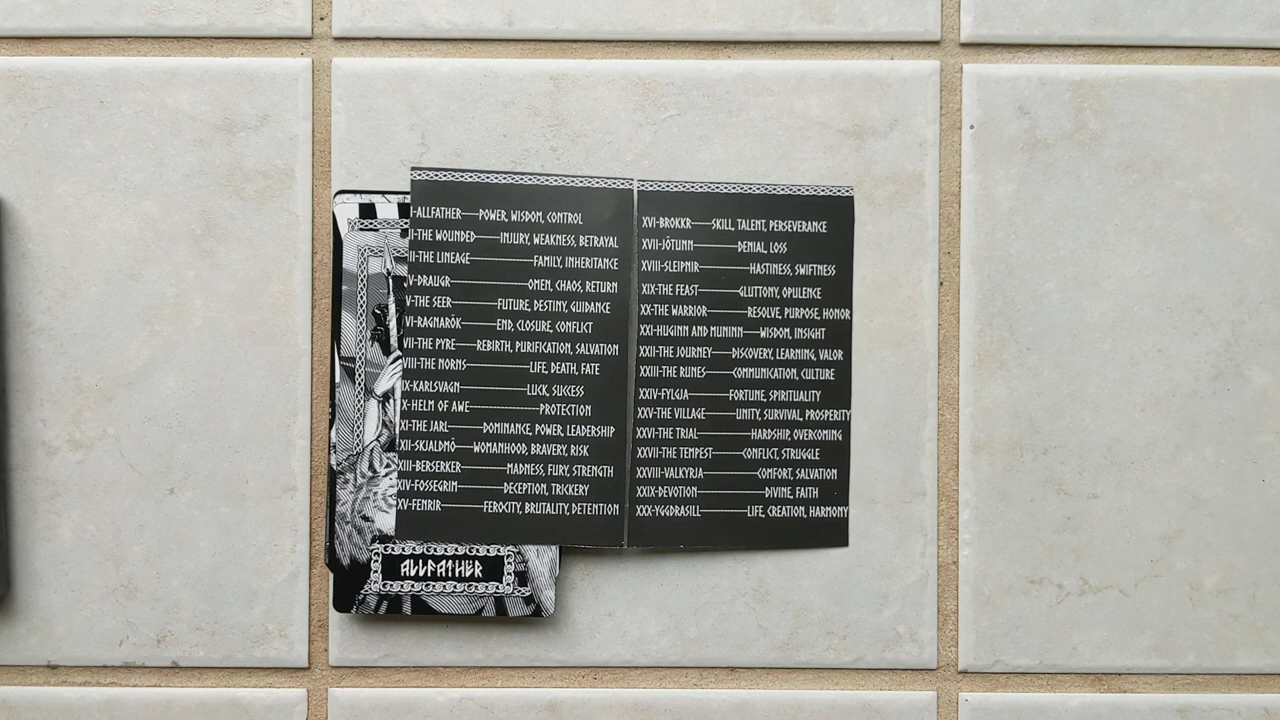 I-ALLFATHER——POWER, WISDOM, CONTROL
II-THE WOUNDED——INJURY, WEAKNESS, BETRAYAL
III-THE LINEAGE——FAMILY, INHERITANCE
IV-DRAUGR——OMEN, CHAOS, RETURN
V-THE SEER——FUTURE, DESTINY, GUIDANCE
VI-RAGNARÖK——END, CLOSURE, CONFLICT
VII-THE PYRE——REBIRTH, PURIFICATION, SALVATION
VIII-THE NORNS——LIFE, DEATH, FATE
IX-KARLSVAGN——LUCK, SUCCESS
X-HELM OF AWE——PROTECTION
XI-THE JARL——DOMINANCE, POWER, LEADERSHIP
XII-SKJALDMÖ——WOMANHOOD, BRAVERY, RISK
XIII-BERSERKER——MADNESS, FURY, STRENGTH
XIV-FOSSEGRIM——DECEPTION, TRICKERY
XV-FENRIR——FEROCITY, BRUTALITY, DETENTION
XVI-BROKKR——SKILL, TALENT, PERSEVERANCE
XVII-JÖTUNN——DENIAL, LOSS
XVIII-SLEIPNIR——HASTINESS, SWIFTNESS
XIX-THE FEAST——GLUTTONY, OPULENCE
XX-THE WARRIOR——RESOLVE, PURPOSE, HONOR
XXI-HUGINN AND MUNINN——WISDOM, INSIGHT
XXII-THE JOURNEY——DISCOVERY, LEARNING, VALOR
XXIII-THE RUNES——COMMUNICATION, CULTURE
XXIV-FYLGJA——FORTUNE, SPIRITUALITY
XXV-THE VILLAGE——UNITY, SURVIVAL, PROSPERITY
XXVI-THE TRIAL——HARDSHIP, OVERCOMING
XXVII-THE TEMPEST——CONFLICT, STRUGGLE
XXVIII-VALKYRJA——COMFORT, SALVATION
XXIX-DEVOTION——DIVINE, FAITH
XXX-YGGDRASILL——LIFE, CREATION, HARMONY
ALLFATHËR